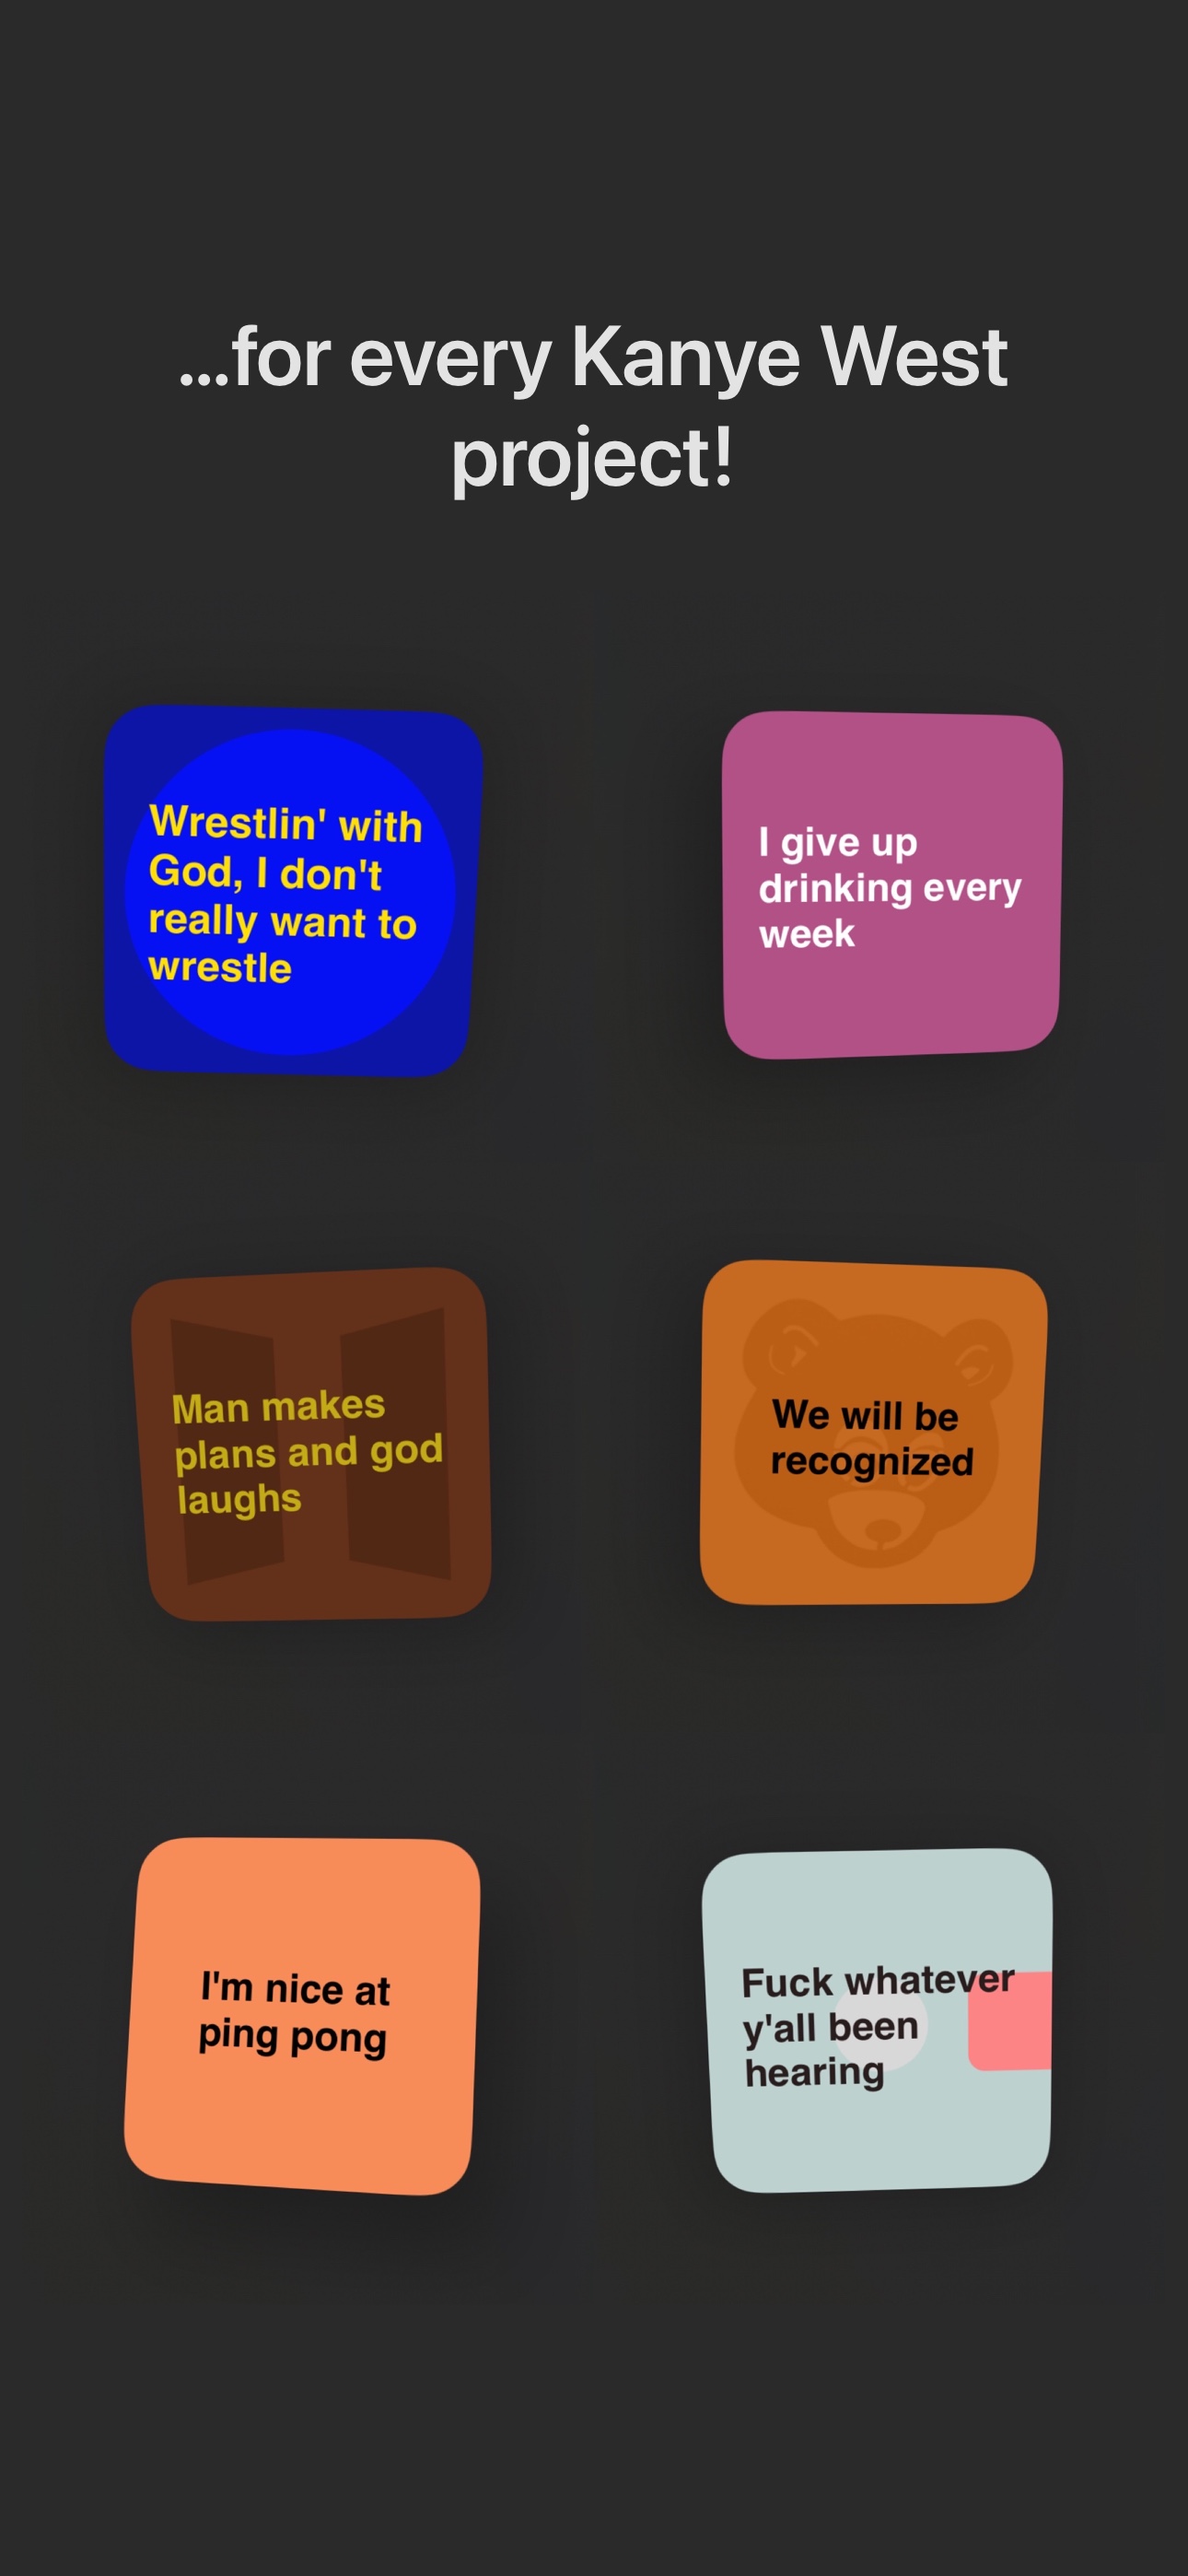 ...for every Kanye West
project!
Wrestlin' with
God, I don't
really want to
wrestle
I give up
drinking every
week
Man makes
plans and god
laughs
We will be
recognized
I'm nice at
ping pong
Fuck whatever
y'all been
hearing